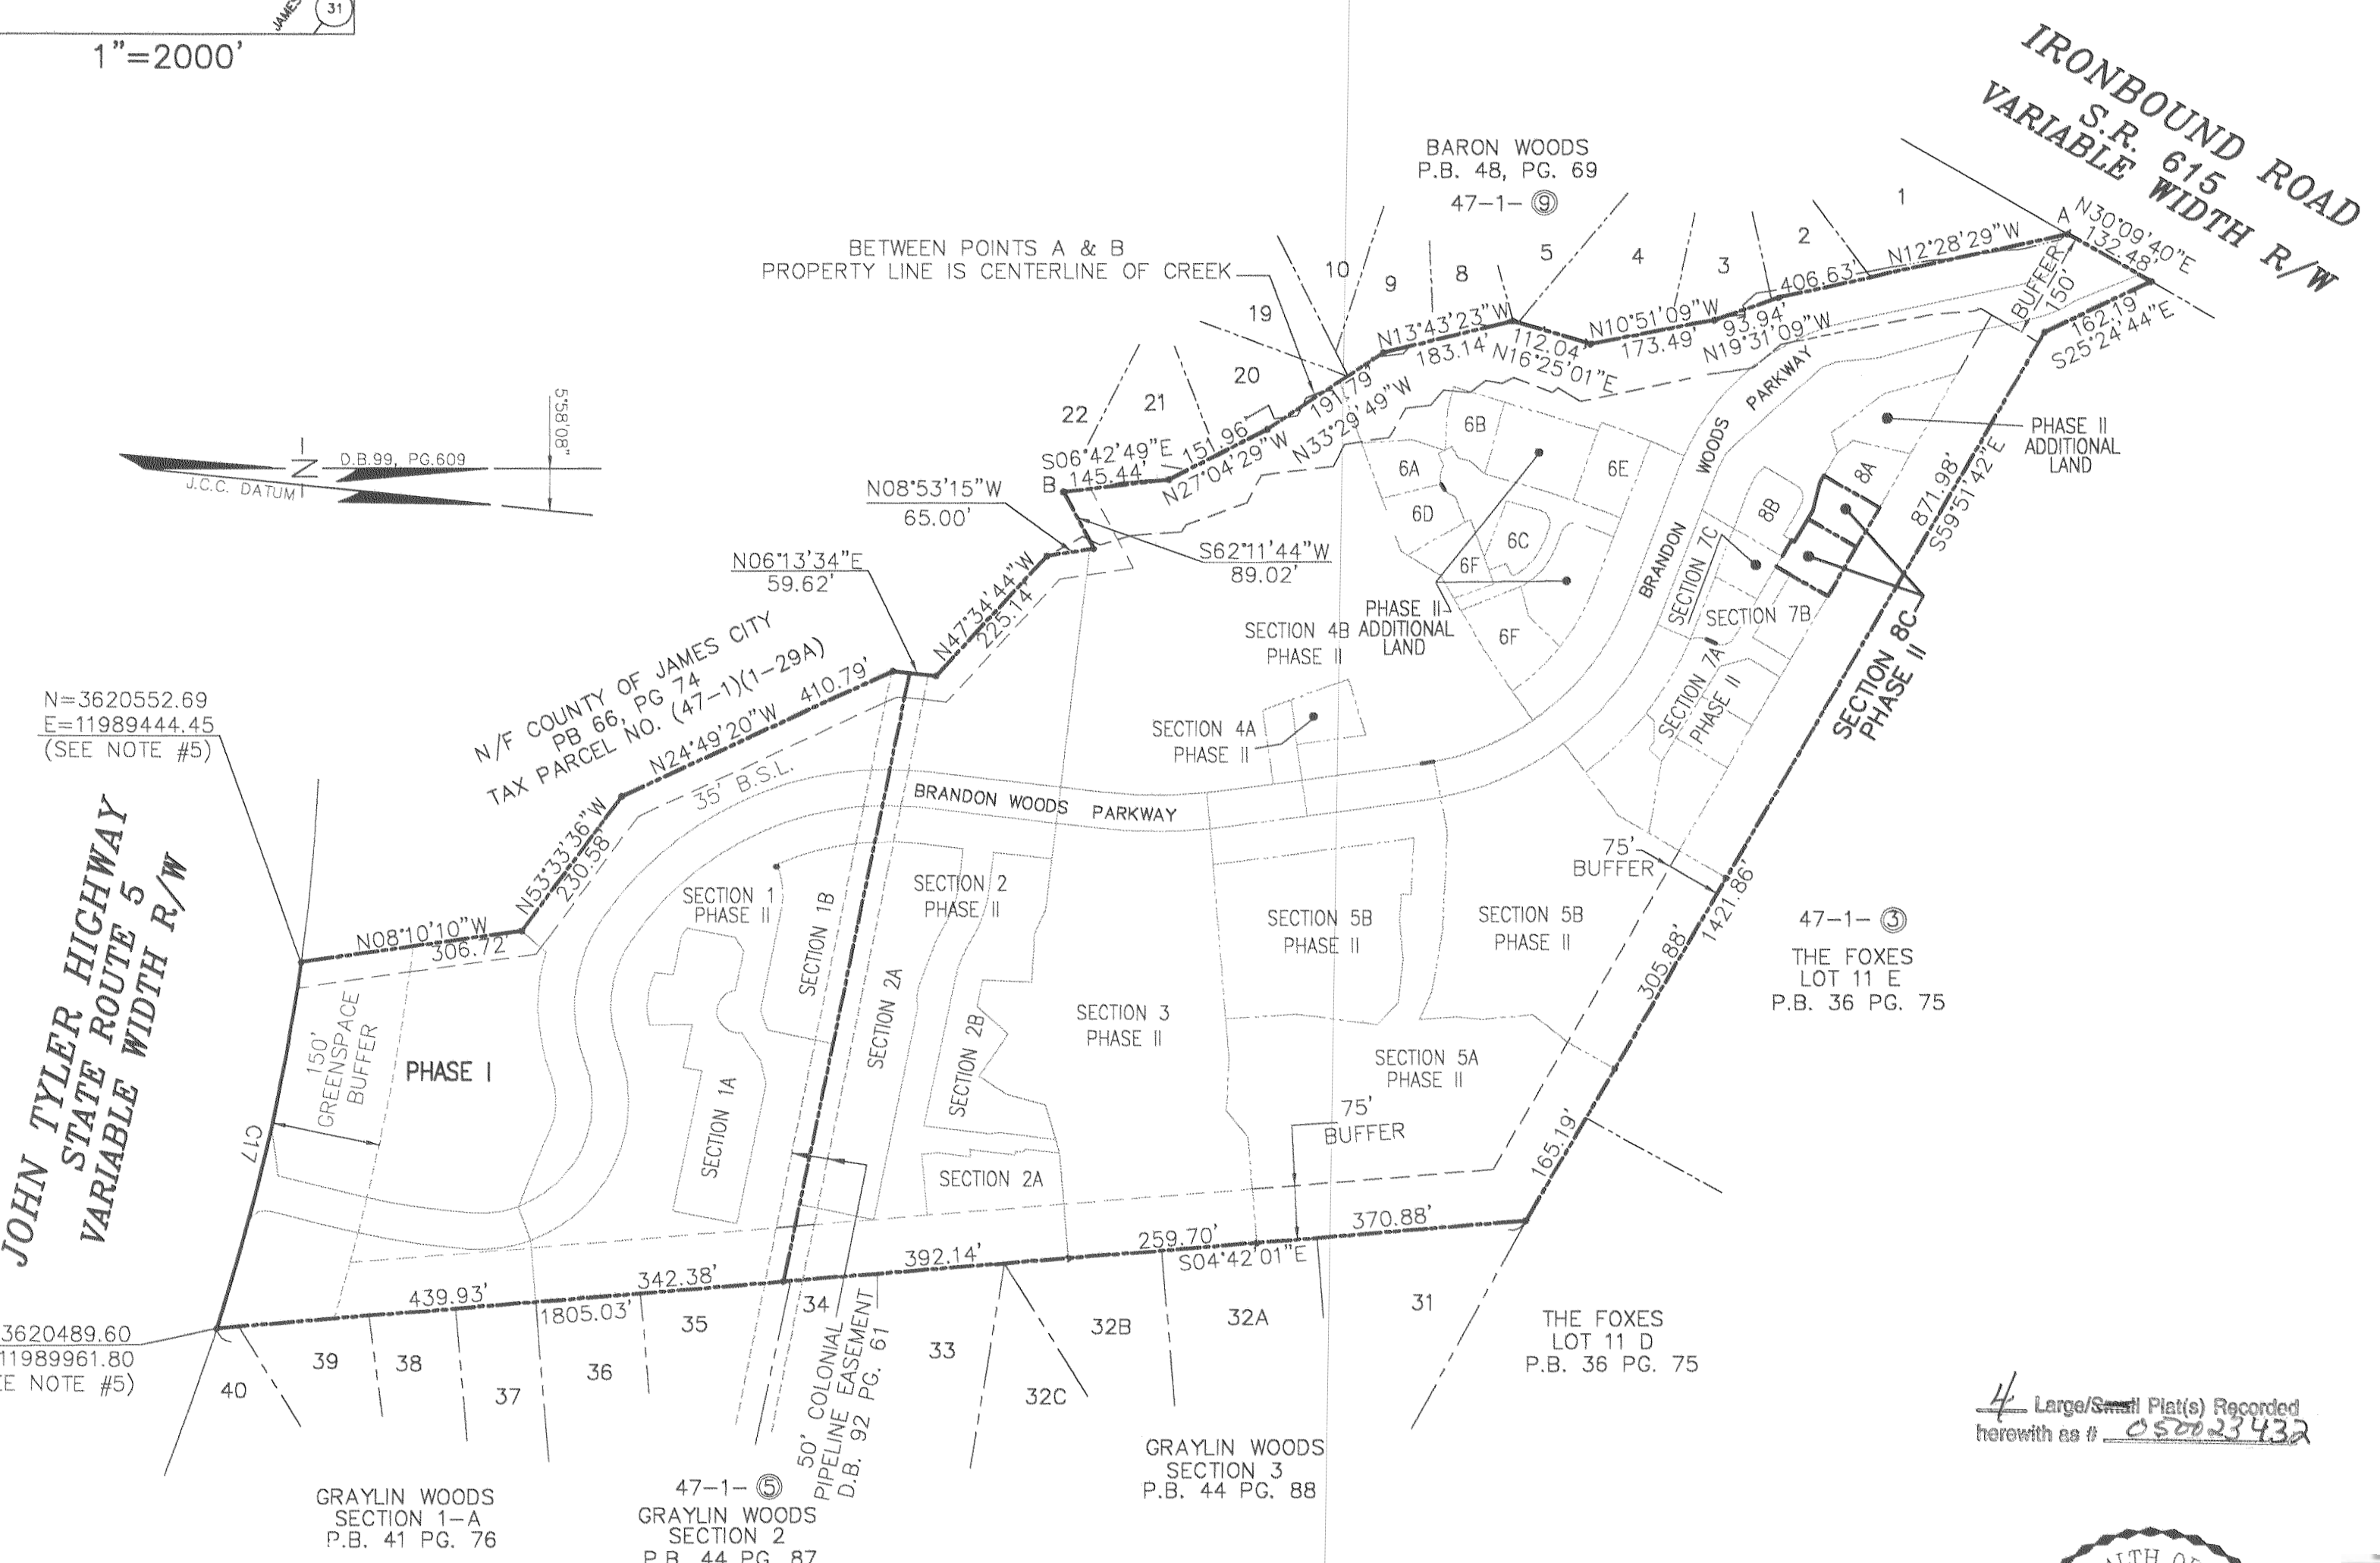 31
1"=2000'
IRONBOUND ROAD
S.R. 615
VARIABLE WIDTH R/W
BARON WOODS
P.B. 48, PG. 69
47-1- 9
BETWEEN POINTS A & B
PROPERTY LINE IS CENTERLINE OF CREEK
1
2
3
4
5
8
9
10
19
20
21
22
A
N30°09'40"E
132.48'
N12°28'29"W
406.63'
BUFFER
150'
162.19'
S25°24'44"E
93.94'
N19°31'09"W
N10°51'09"W
173.49'
112.04'
N16°25'01"E
N13°43'23"W
183.14'
191.79'
N33°29'49"W
151.96'
N27°04'29"W
S06°42'49"E
145.44'
B
N08°53'15"W
65.00'
S62°11'44"W
89.02'
N06°13'34"E
59.62'
N47°34'44"W
225.14'
D.B.99, PG.609
N
J.C.C. DATUM
5°58'08"
N/F COUNTY OF JAMES CITY
PB 66, PG 74
TAX PARCEL NO. (47-1)(1-29A)
N24°49'20"W
410.79'
35' B.S.L.
N53°33'36"W
230.58'
N08°10'10"W
306.72'
N=3620552.69
E=11989444.45
(SEE NOTE #5)
JOHN TYLER HIGHWAY
STATE ROUTE 5
VARIABLE WIDTH R/W
C17
150'
GREENSPACE
BUFFER
PHASE I
BRANDON WOODS PARKWAY
BRANDON WOODS PARKWAY
6A
6B
6C
6D
6E
6F
6F
PHASE II
ADDITIONAL
LAND
SECTION 4B
PHASE II
SECTION 4A
PHASE II
PHASE II
ADDITIONAL
LAND
8A
8B
SECTION 7C
SECTION 7B
SECTION 7A
PHASE II
SECTION 8C
PHASE II
871.98'
S59°51'42"E
75'
BUFFER
1421.86'
305.88'
165.19'
47-1- 3
THE FOXES
LOT 11 E
P.B. 36 PG. 75
SECTION 1
PHASE II
SECTION 1B
SECTION 1A
SECTION 2
PHASE II
SECTION 2A
SECTION 2B
SECTION 2A
SECTION 3
PHASE II
SECTION 5B
PHASE II
SECTION 5B
PHASE II
SECTION 5A
PHASE II
75'
BUFFER
370.88'
259.70'
S04°42'01"E
392.14'
342.38'
1805.03'
439.93'
3620489.60
11989961.80
E NOTE #5)
40
39
38
37
36
35
34
33
32C
32B
32A
31
50' COLONIAL
PIPELINE EASEMENT
D.B. 92 PG. 61
THE FOXES
LOT 11 D
P.B. 36 PG. 75
GRAYLIN WOODS
SECTION 1-A
P.B. 41 PG. 76
47-1- 5
GRAYLIN WOODS
SECTION 2
P.B. 44 PG. 87
GRAYLIN WOODS
SECTION 3
P.B. 44 PG. 88
4 Large/Small Plat(s) Recorded
herewith as # 050023432